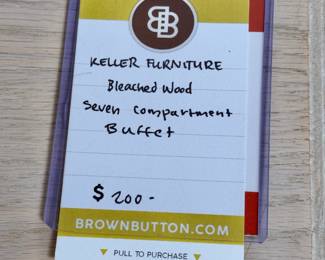 BB
KELLER FURNITURE
Bleached Wood
Seven compartment
Buffet
$ 200-
BROWNBUTTON.COM
PULL TO PURCHASE